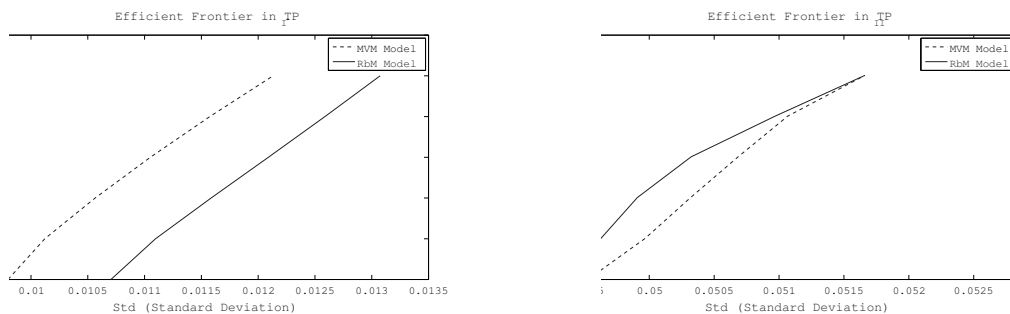 Efficient Frontier in TP I
MVM Model
RbM Model
0.01 0.0105 0.011 0.0115 0.012 0.0125 0.013 0.0135
Std (Standard Deviation)
Efficient Frontier in TP 11
MVM Model
RbM Model
5 0.05 0.0505 0.051 0.0515 0.052 0.0525
Std (Standard Deviation)